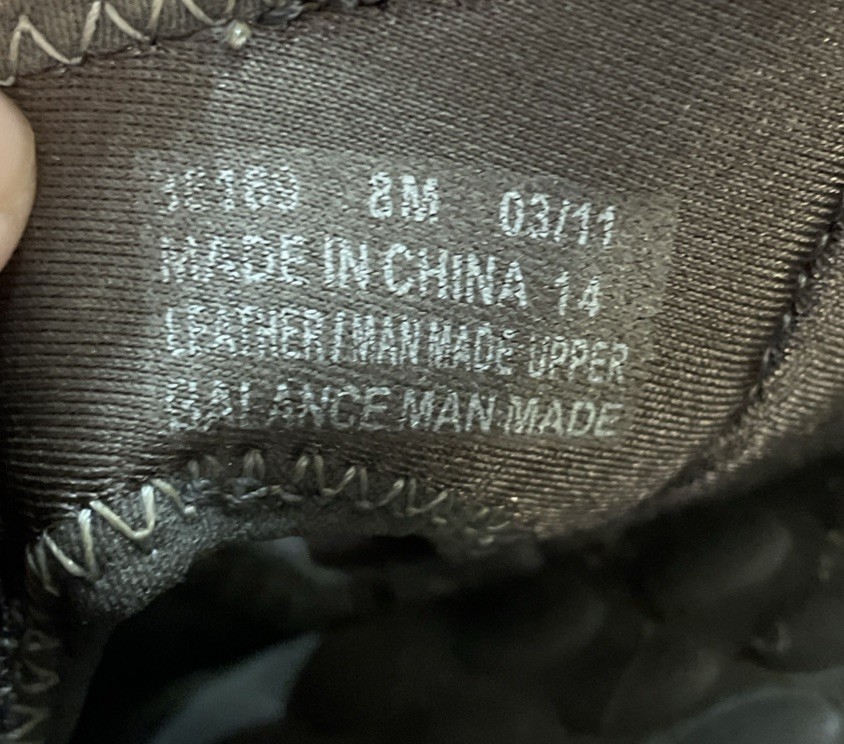 8M 03/11
MADE IN CHINA 14
LEATHER/MAN MADE UPPER
BALANCE MAN MADE